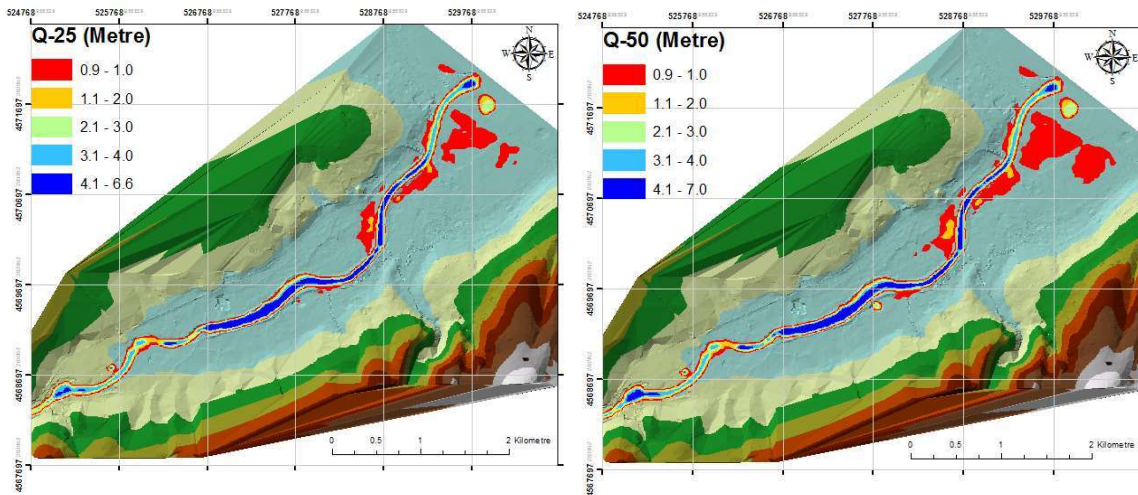 524768 525768 526768 527768 528768 529768
Q-25 (Metre)
0.9 - 1.0
1.1 - 2.0
2.1 - 3.0
3.1 - 4.0
4.1 - 6.6
N
W E
S
4571697
4570697
4569697
4568697
4567697
0 0.5 1 2 Kilometre
524768 525768 526768 527768 528768 529768
Q-50 (Metre)
0.9 - 1.0
1.1 - 2.0
2.1 - 3.0
3.1 - 4.0
4.1 - 7.0
N
W E
S
4571697
4570697
4569697
4568697
4567697
0 0.5 1 2 Kilometre